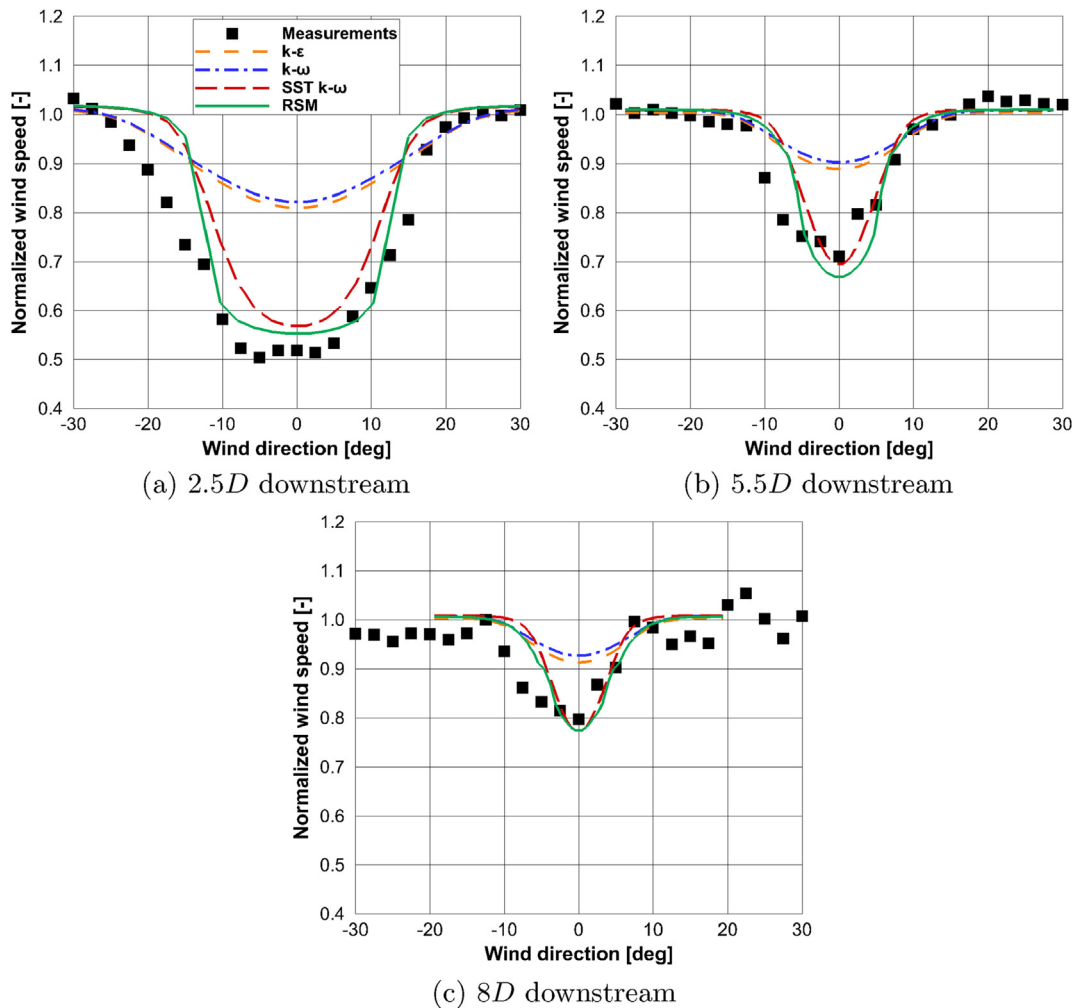 1.2
1.1
1.0
0.9
0.8
0.7
0.6
0.5
0.4
Normalized wind speed [-]
Measurements
k-ε
k-ω
SST k-ω
RSM
-30 -20 -10 0 10 20 30
Wind direction [deg]
(a) 2.5D downstream
1.2
1.1
1.0
0.9
0.8
0.7
0.6
0.5
0.4
Normalized wind speed [-]
-30 -20 -10 0 10 20 30
Wind direction [deg]
(b) 5.5D downstream
1.2
1.1
1.0
0.9
0.8
0.7
0.6
0.5
0.4
Normalized wind speed [-]
-30 -20 -10 0 10 20 30
Wind direction [deg]
(c) 8D downstream